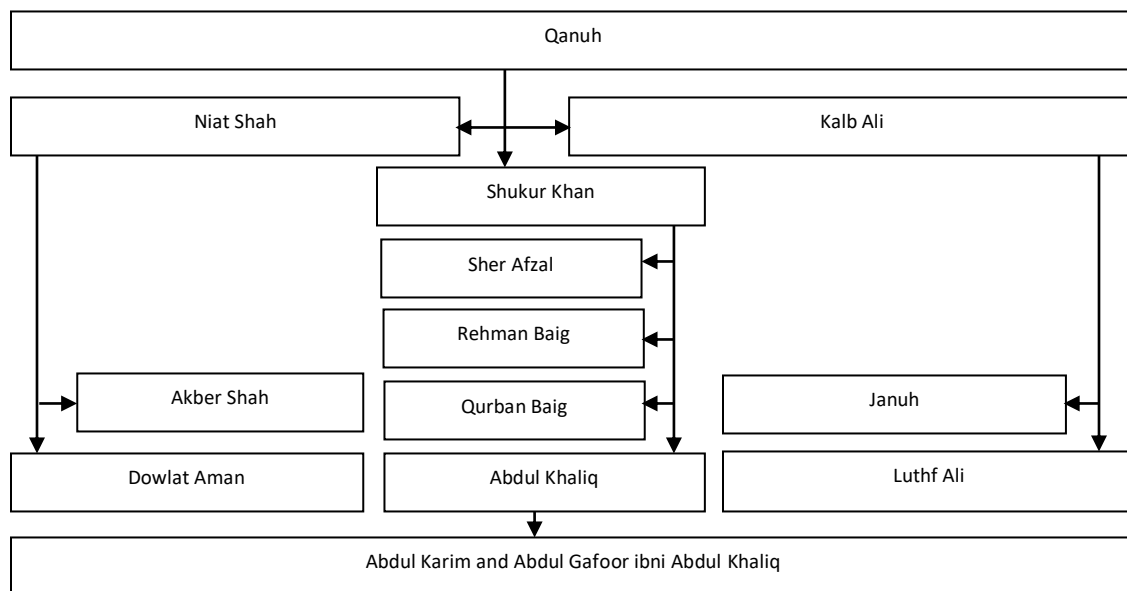 Qanuh
Niat Shah
Kalb Ali
Shukur Khan
Sher Afzal
Rehman Baig
Akber Shah
Qurban Baig
Januh
Dowlat Aman
Abdul Khaliq
Luthf Ali
Abdul Karim and Abdul Gafoor ibni Abdul Khaliq